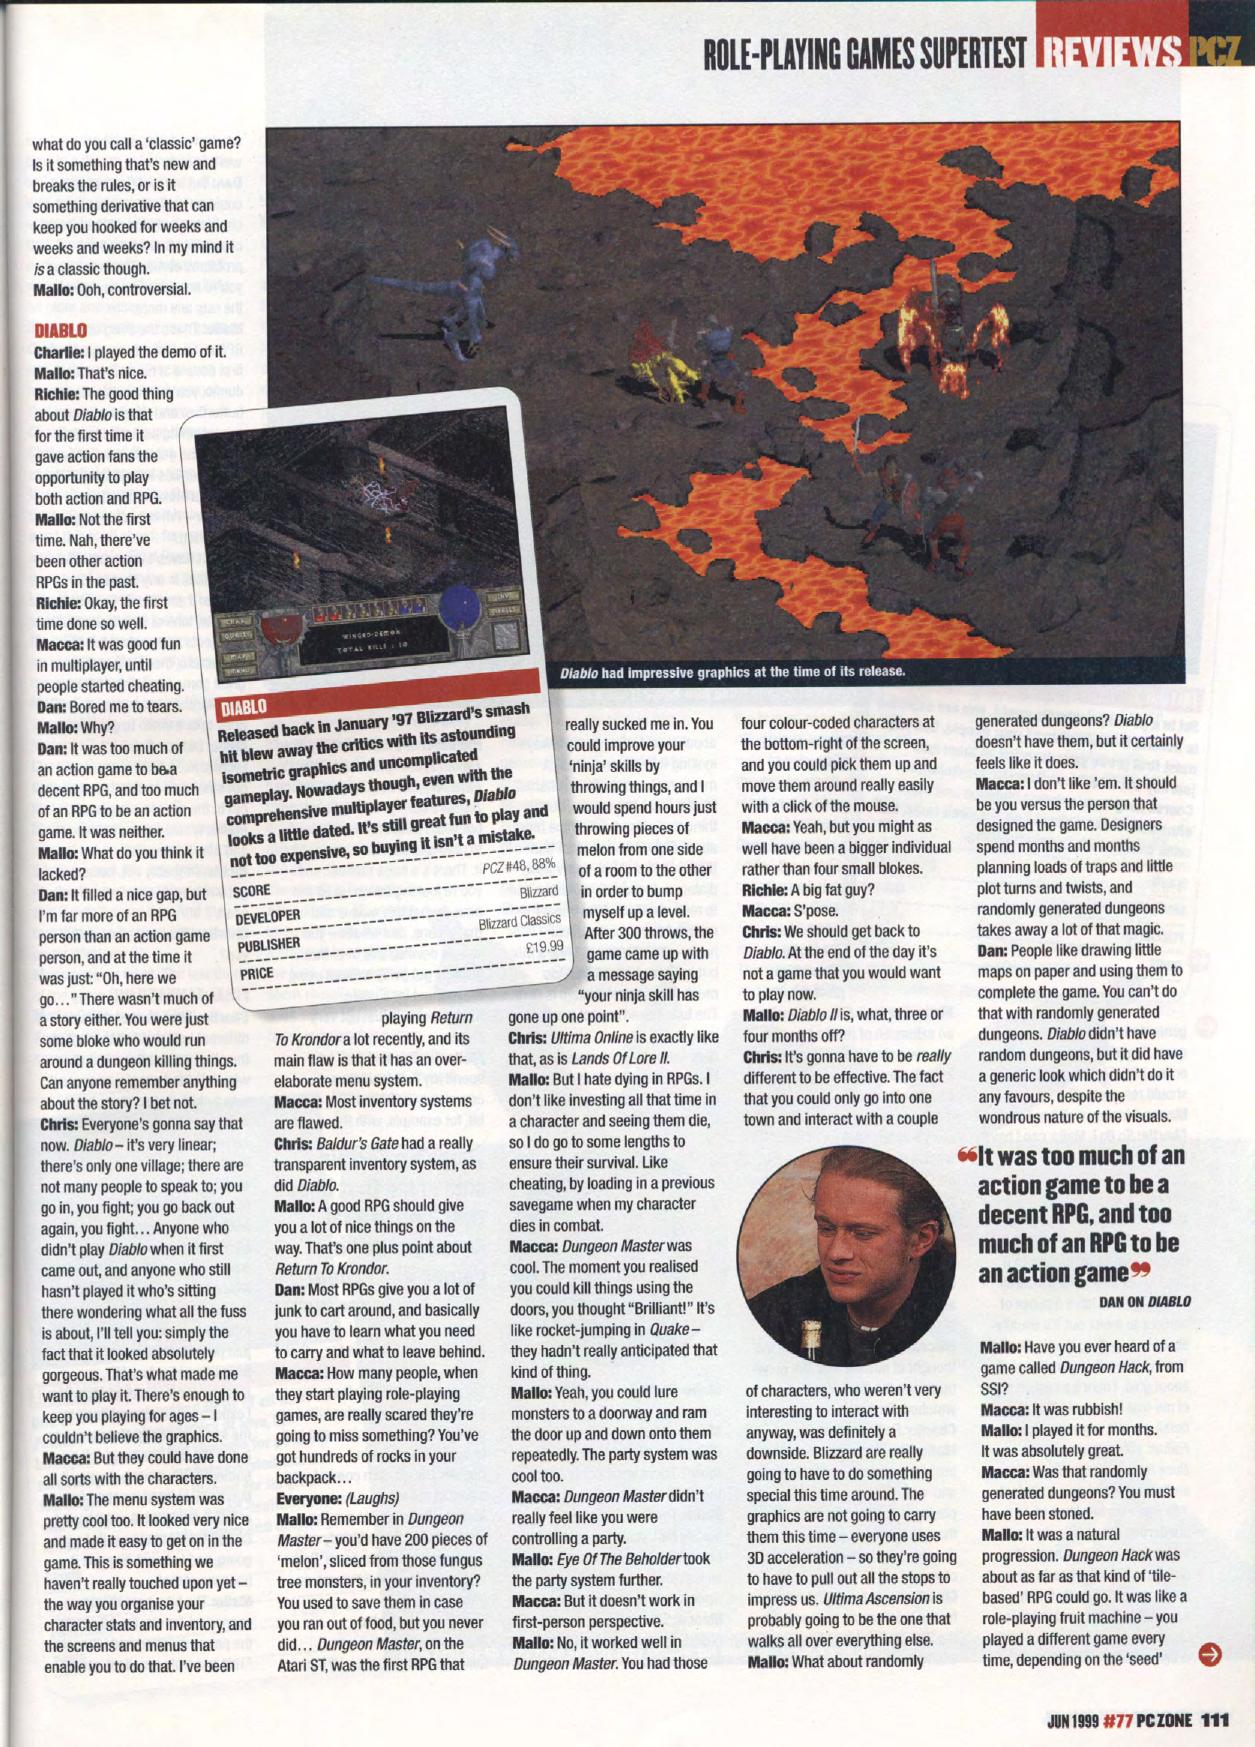 ROLE-PLAYING GAMES SUPERTEST REVIEWS PCZ
what do you call a ‘classic’ game?
Is it something that’s new and
breaks the rules, or is it
something derivative that can
keep you hooked for weeks and
weeks and weeks? In my mind it
is a classic though.
Mallo: Ooh, controversial.
DIABLO
Charlie: I played the demo of it.
Mallo: That’s nice.
Richie: The good thing
about Diablo is that
for the first time it
gave action fans the
opportunity to play
both action and RPG.
Mallo: Not the first
time. Nah, there’ve
been other action
RPGs in the past.
Richie: Okay, the first
time done so well.
Macca: It was good fun
in multiplayer, until
people started cheating.
Dan: Bored me to tears.
Mallo: Why?
Dan: It was too much of
an action game to be a
decent RPG, and too much
of an RPG to be an action
game. It was neither.
Mallo: What do you think it
lacked?
Dan: It filled a nice gap, but
I’m far more of an RPG
person than an action game
person, and at the time it
was just: “Oh, here we
go...” There wasn’t much of
a story either. You were just
some bloke who would run
around a dungeon killing things.
Can anyone remember anything
about the story? I bet not.
Chris: Everyone’s gonna say that
now. Diablo – it’s very linear;
there’s only one village; there are
not many people to speak to; you
go in, you fight; you go back out
again, you fight... Anyone who
didn’t play Diablo when it first
came out, and anyone who still
hasn’t played it who’s sitting
there wondering what all the fuss
is about, I’ll tell you: simply the
fact that it looked absolutely
gorgeous. That’s what made me
want to play it. There’s enough to
keep you playing for ages – I
couldn’t believe the graphics.
Macca: But they could have done
all sorts with the characters.
Mallo: The menu system was
pretty cool too. It looked very nice
and made it easy to get on in the
game. This is something we
haven’t really touched upon yet –
the way you organise your
character stats and inventory, and
the screens and menus that
enable you to do that. I’ve been
WINGED-DEMON
TOTAL KILLS : 10
DIABLO
Released back in January ’97 Blizzard’s smash
hit blew away the critics with its astounding
isometric graphics and uncomplicated
gameplay. Nowadays though, even with the
comprehensive multiplayer features, Diablo
looks a little dated. It’s still great fun to play and
not too expensive, so buying it isn’t a mistake.
SCORE PCZ #48, 88%
DEVELOPER Blizzard
PUBLISHER Blizzard Classics
PRICE £19.99
Diablo had impressive graphics at the time of its release.
playing Return
To Krondor a lot recently, and its
main flaw is that it has an over-
elaborate menu system.
Macca: Most inventory systems
are flawed.
Chris: Baldur’s Gate had a really
transparent inventory system, as
did Diablo.
Mallo: A good RPG should give
you a lot of nice things on the
way. That’s one plus point about
Return To Krondor.
Dan: Most RPGs give you a lot of
junk to cart around, and basically
you have to learn what you need
to carry and what to leave behind.
Macca: How many people, when
they start playing role-playing
games, are really scared they’re
going to miss something? You’ve
got hundreds of rocks in your
backpack...
Everyone: (Laughs)
Mallo: Remember in Dungeon
Master – you’d have 200 pieces of
‘melon’, sliced from those fungus
tree monsters, in your inventory?
You used to save them in case
you ran out of food, but you never
did... Dungeon Master, on the
Atari ST, was the first RPG that
really sucked me in. You
could improve your
‘ninja’ skills by
throwing things, and I
would spend hours just
throwing pieces of
melon from one side
of a room to the other
in order to bump
myself up a level.
After 300 throws, the
game came up with
a message saying
“your ninja skill has
gone up one point”.
Chris: Ultima Online is exactly like
that, as is Lands Of Lore II.
Mallo: But I hate dying in RPGs. I
don’t like investing all that time in
a character and seeing them die,
so I do go to some lengths to
ensure their survival. Like
cheating, by loading in a previous
savegame when my character
dies in combat.
Macca: Dungeon Master was
cool. The moment you realised
you could kill things using the
doors, you thought “Brilliant!” It’s
like rocket-jumping in Quake –
they hadn’t really anticipated that
kind of thing.
Mallo: Yeah, you could lure
monsters to a doorway and ram
the door up and down onto them
repeatedly. The party system was
cool too.
Macca: Dungeon Master didn’t
really feel like you were
controlling a party.
Mallo: Eye Of The Beholder took
the party system further.
Macca: But it doesn’t work in
first-person perspective.
Mallo: No, it worked well in
Dungeon Master. You had those
four colour-coded characters at
the bottom-right of the screen,
and you could pick them up and
move them around really easily
with a click of the mouse.
Macca: Yeah, but you might as
well have been a bigger individual
rather than four small blokes.
Richie: A big fat guy?
Macca: S’pose.
Chris: We should get back to
Diablo. At the end of the day it’s
not a game that you would want
to play now.
Mallo: Diablo II is, what, three or
four months off?
Chris: It’s gonna have to be really
different to be effective. The fact
that you could only go into one
town and interact with a couple
of characters, who weren’t very
interesting to interact with
anyway, was definitely a
downside. Blizzard are really
going to have to do something
special this time around. The
graphics are not going to carry
them this time – everyone uses
3D acceleration – so they’re going
to have to pull out all the stops to
impress us. Ultima Ascension is
probably going to be the one that
walks all over everything else.
Mallo: What about randomly
generated dungeons? Diablo
doesn’t have them, but it certainly
feels like it does.
Macca: I don’t like ’em. It should
be you versus the person that
designed the game. Designers
spend months and months
planning loads of traps and little
plot turns and twists, and
randomly generated dungeons
takes away a lot of that magic.
Dan: People like drawing little
maps on paper and using them to
complete the game. You can’t do
that with randomly generated
dungeons. Diablo didn’t have
random dungeons, but it did have
a generic look which didn’t do it
any favours, despite the
wondrous nature of the visuals.
“It was too much of an
action game to be a
decent RPG, and too
much of an RPG to be
an action game”
DAN ON DIABLO
Mallo: Have you ever heard of a
game called Dungeon Hack, from
SSI?
Macca: It was rubbish!
Mallo: I played it for months.
It was absolutely great.
Macca: Was that randomly
generated dungeons? You must
have been stoned.
Mallo: It was a natural
progression. Dungeon Hack was
about as far as that kind of ‘tile-
based’ RPG could go. It was like a
role-playing fruit machine – you
played a different game every
time, depending on the ‘seed’
JUN 1999 #77 PC ZONE 111